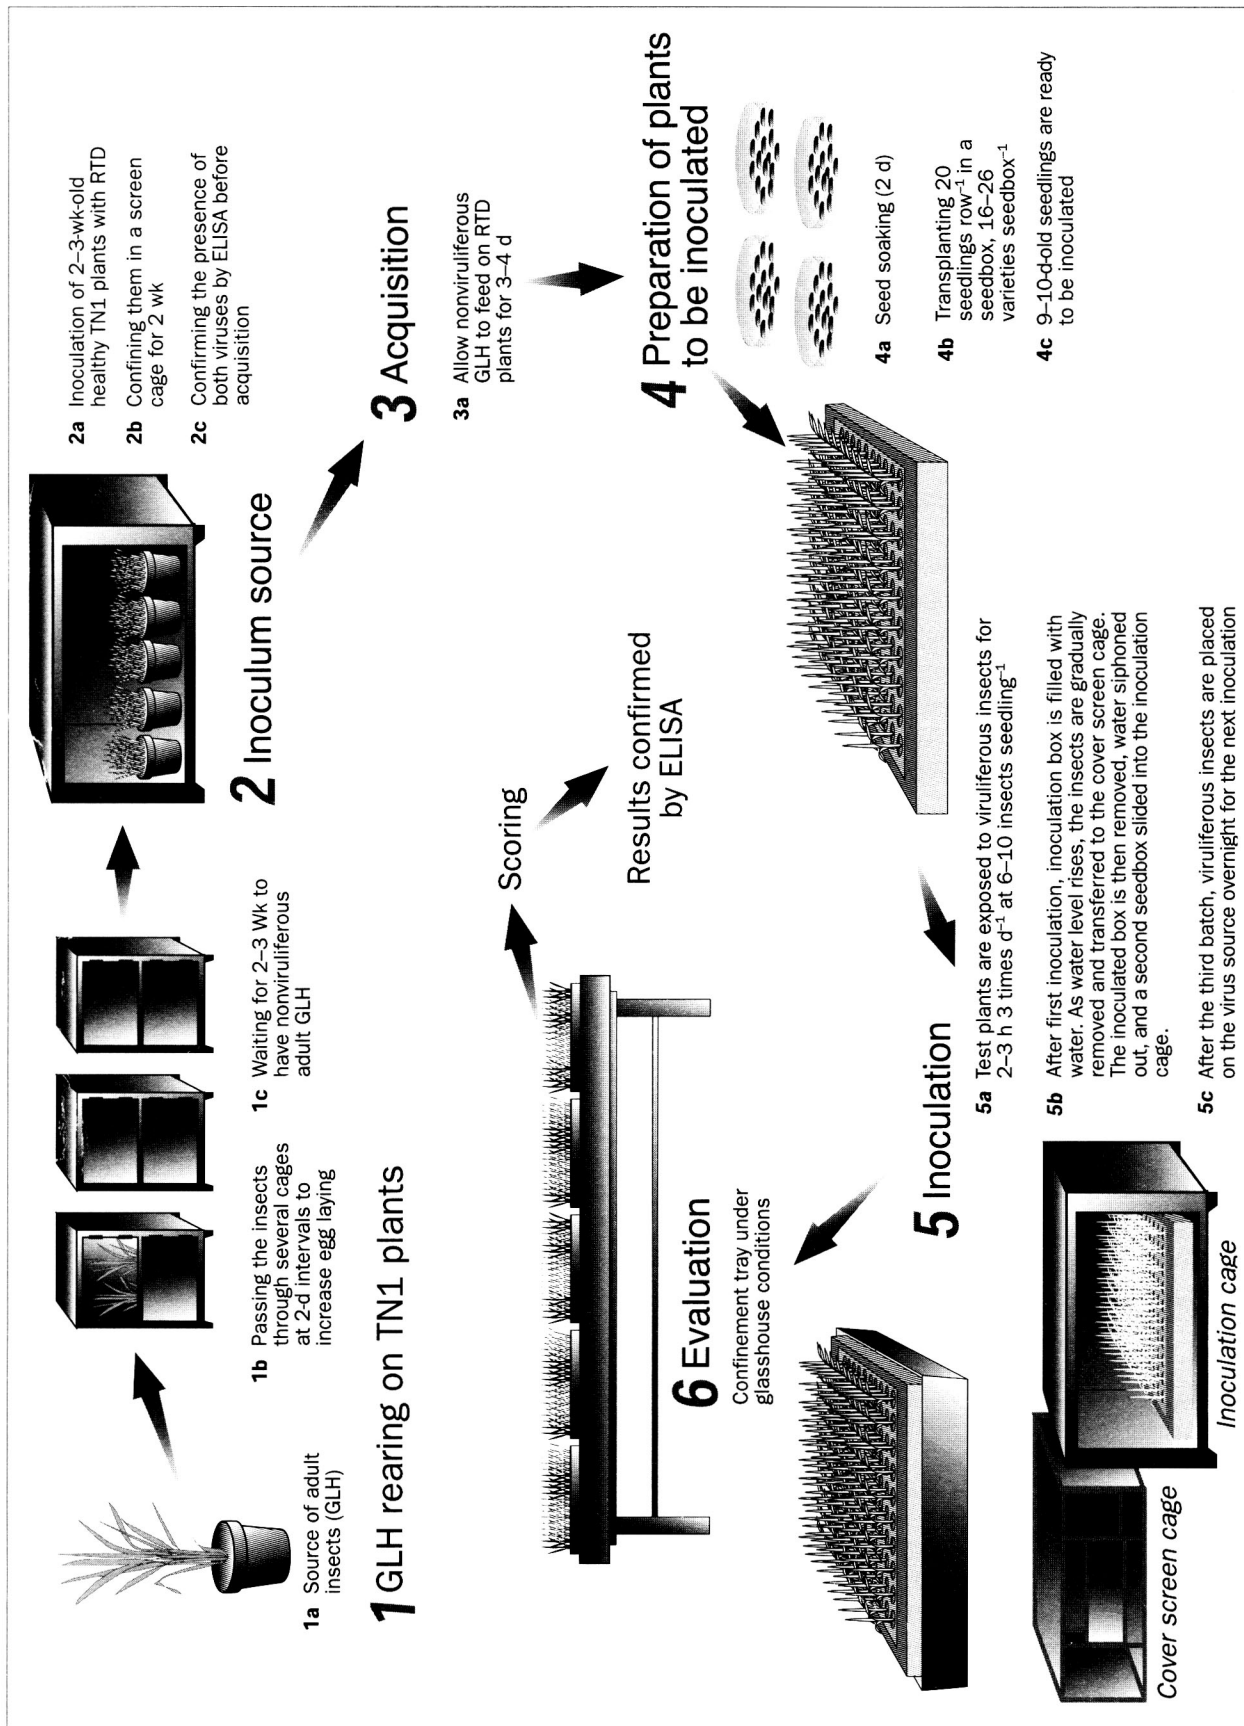 1a Source of adult
insects (GLH)
1b Passing the insects
through several cages
at 2-d intervals to
increase egg laying
1c Waiting for 2–3 Wk to
have nonviruliferous
adult GLH
1 GLH rearing on TN1 plants
2 Inoculum source
2a Inoculation of 2–3-wk-old
healthy TN1 plants with RTD
2b Confining them in a screen
cage for 2 wk
2c Confirming the presence of
both viruses by ELISA before
acquisition
3 Acquisition
3a Allow nonviruliferous
GLH to feed on RTD
plants for 3–4 d
4 Preparation of plants
to be inoculated
4a Seed soaking (2 d)
4b Transplanting 20
seedlings row⁻¹ in a
seedbox, 16–26
varieties seedbox⁻¹
4c 9–10-d-old seedlings are ready
to be inoculated
5 Inoculation
5a Test plants are exposed to viruliferous insects for
2–3 h 3 times d⁻¹ at 6–10 insects seedling⁻¹
5b After first inoculation, inoculation box is filled with
water. As water level rises, the insects are gradually
removed and transferred to the cover screen cage.
The inoculated box is then removed, water siphoned
out, and a second seedbox slided into the inoculation
cage.
5c After the third batch, viruliferous insects are placed
on the virus source overnight for the next inoculation
Cover screen cage
Inoculation cage
6 Evaluation
Confinement tray under
glasshouse conditions
Scoring
Results confirmed
by ELISA